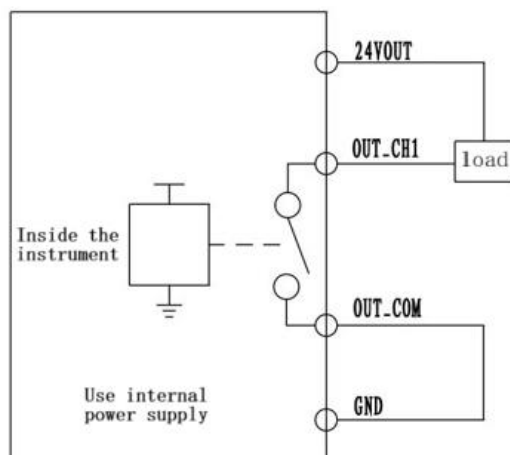 24VOUT
OUT_CH1
load
Inside the
instrument
OUT_COM
Use internal
power supply
GND